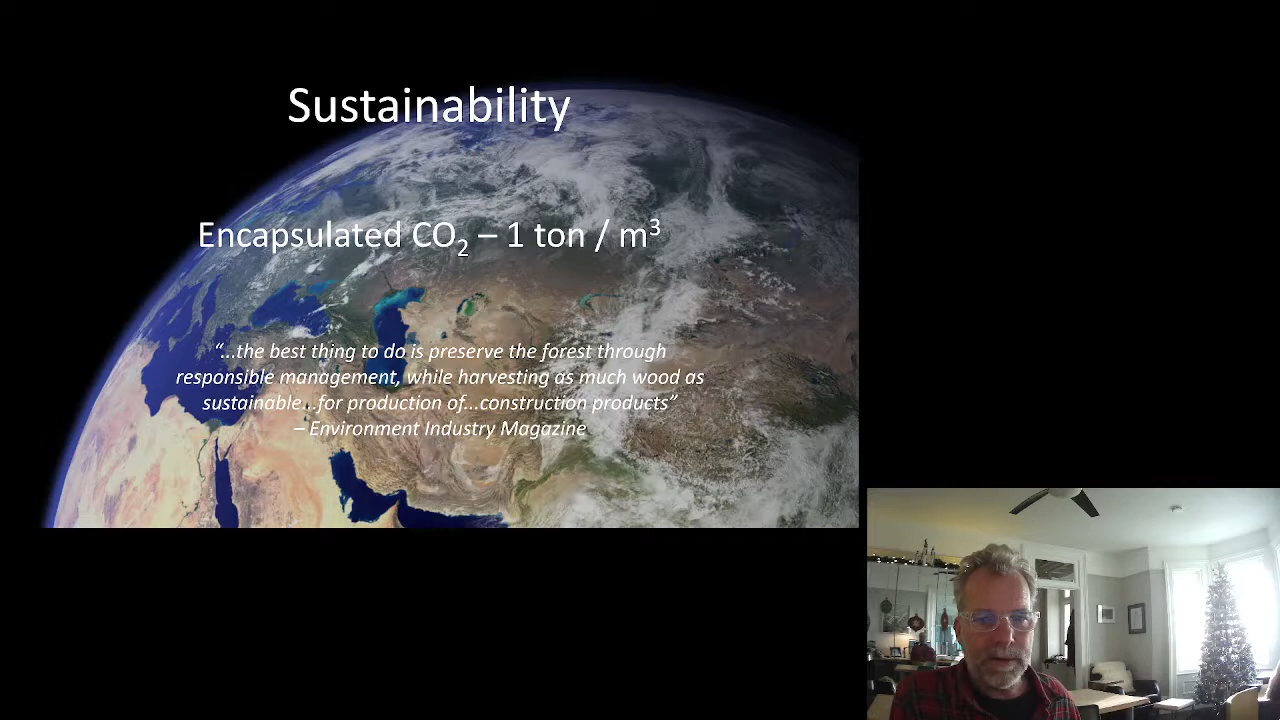 Sustainability
Encapsulated CO₂ – 1 ton / m³
“...the best thing to do is preserve the forest through
responsible management, while harvesting as much wood as
sustainable...for production of...construction products”
– Environment Industry Magazine